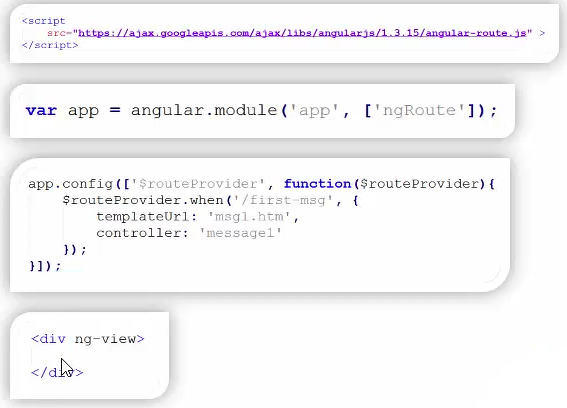 <script
src="https://ajax.googleapis.com/ajax/libs/angularjs/1.3.15/angular-route.js" >
</script>
var app = angular.module('app', ['ngRoute']);
app.config(['$routeProvider', function($routeProvider){
$routeProvider.when('/first-msg', {
templateUrl: 'msg1.htm',
controller: 'message1'
});
}]);
<div ng-view>
</div>